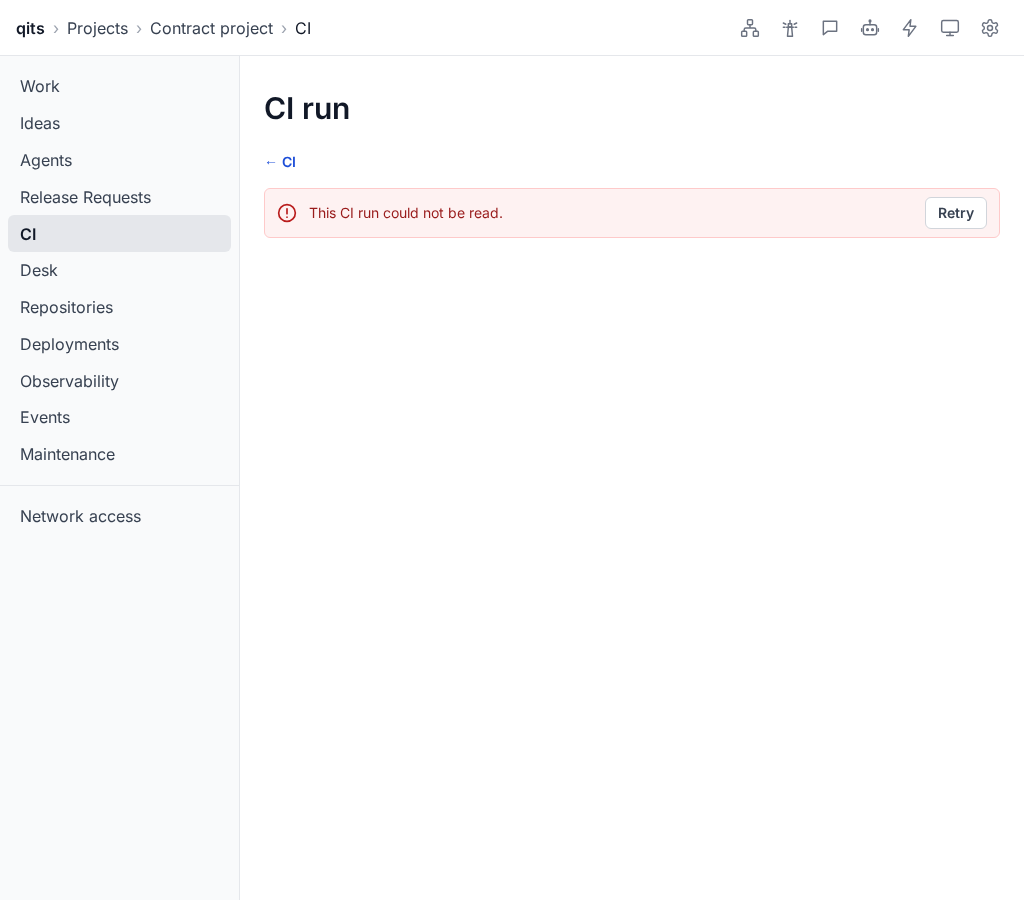 qits › Projects › Contract project › CI
Work
Ideas
Agents
Release Requests
CI
Desk
Repositories
Deployments
Observability
Events
Maintenance
Network access
CI run
← CI
This CI run could not be read.
Retry